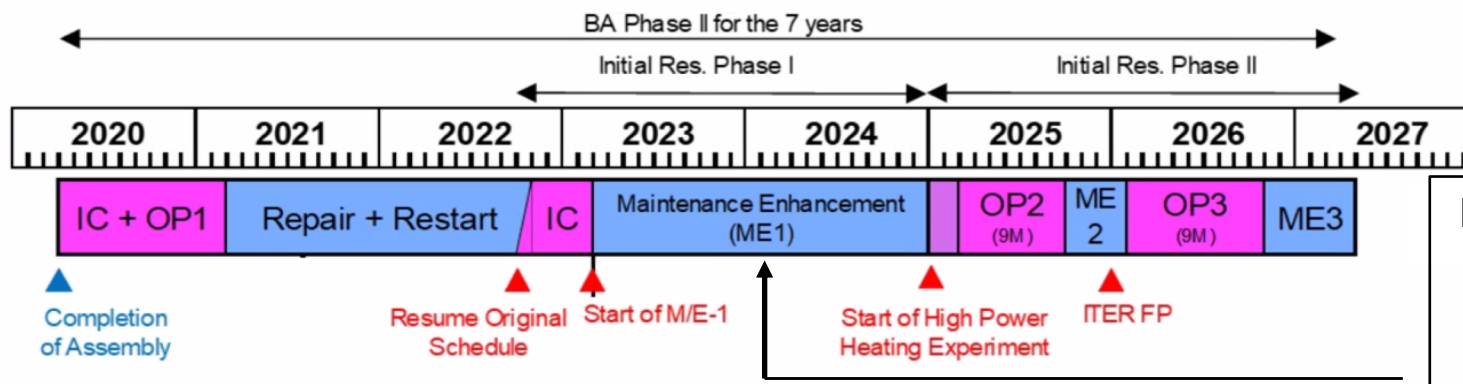 BA Phase II for the 7 years
Initial Res. Phase I
Initial Res. Phase II
2020 2021 2022 2023 2024 2025 2026 2027
IC + OP1
Repair + Restart
IC
Maintenance Enhancement
(ME1)
OP2
(9M)
ME
2
OP3
(9M)
ME3
Completion
of Assembly
Resume Original
Schedule
Start of M/E-1
Start of High Power
Heating Experiment
ITER FP